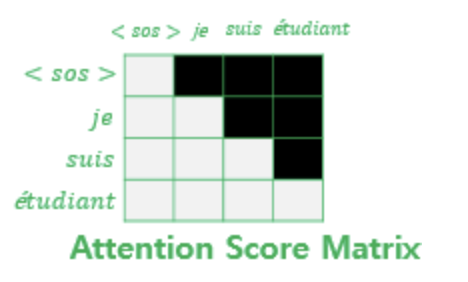 < sos > je suis étudiant
< sos >
je
suis
étudiant
Attention Score Matrix